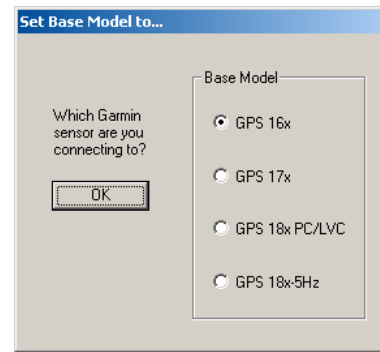 Set Base Model to...
Which Garmin
sensor are you
connecting to?
OK
Base Model
GPS 16x
GPS 17x
GPS 18x PC/LVC
GPS 18x-5Hz